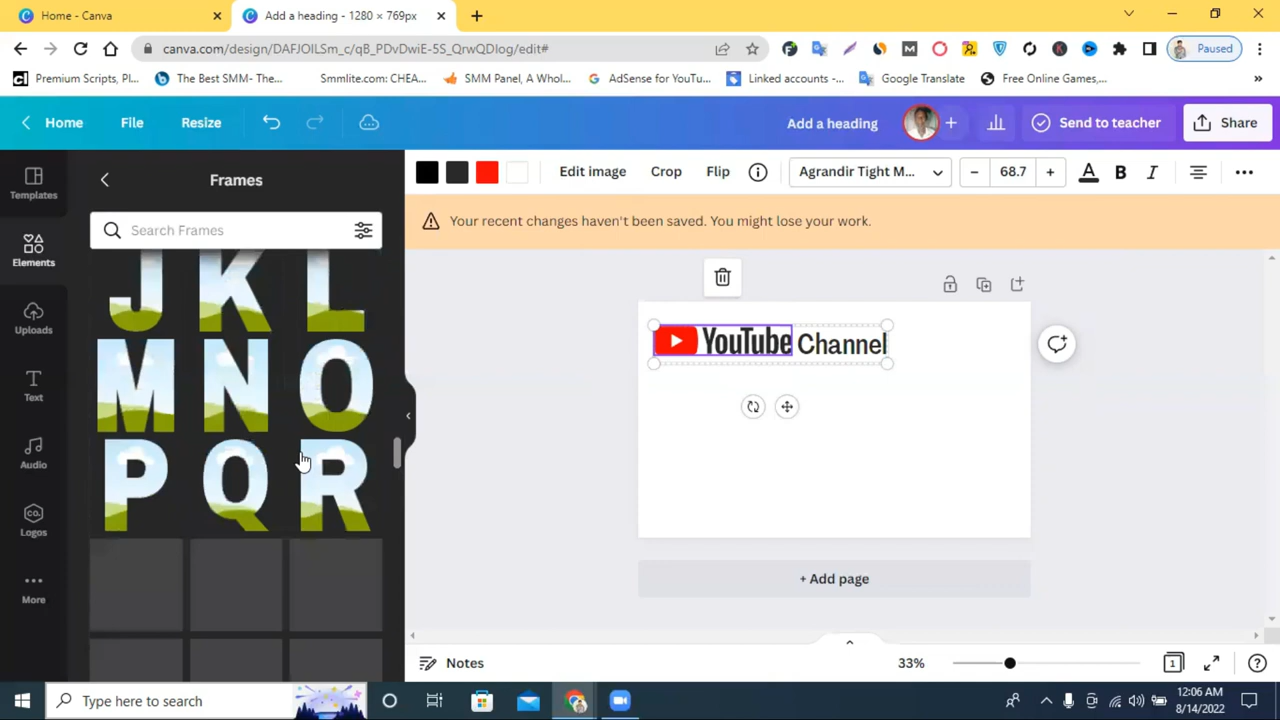 Home - Canva
Add a heading - 1280 × 769px
canva.com/design/DAFJOILSm_c/qB_PDvDwiE-5S_QrwQDlog/edit#
Paused
Premium Scripts, Pl...
The Best SMM- The...
Smmlite.com: CHEA...
SMM Panel, A Whol...
AdSense for YouTu...
Linked accounts -...
Google Translate
Free Online Games,...
Home
File
Resize
Add a heading
Send to teacher
Share
Templates
Elements
Uploads
Text
Audio
Logos
More
Frames
Search Frames
J K L
M N O
P Q R
Edit image
Crop
Flip
Agrandir Tight M...
68.7
A
B
I
Your recent changes haven't been saved. You might lose your work.
YouTube Channel
+ Add page
Notes
33%
1
Type here to search
12:06 AM
8/14/2022